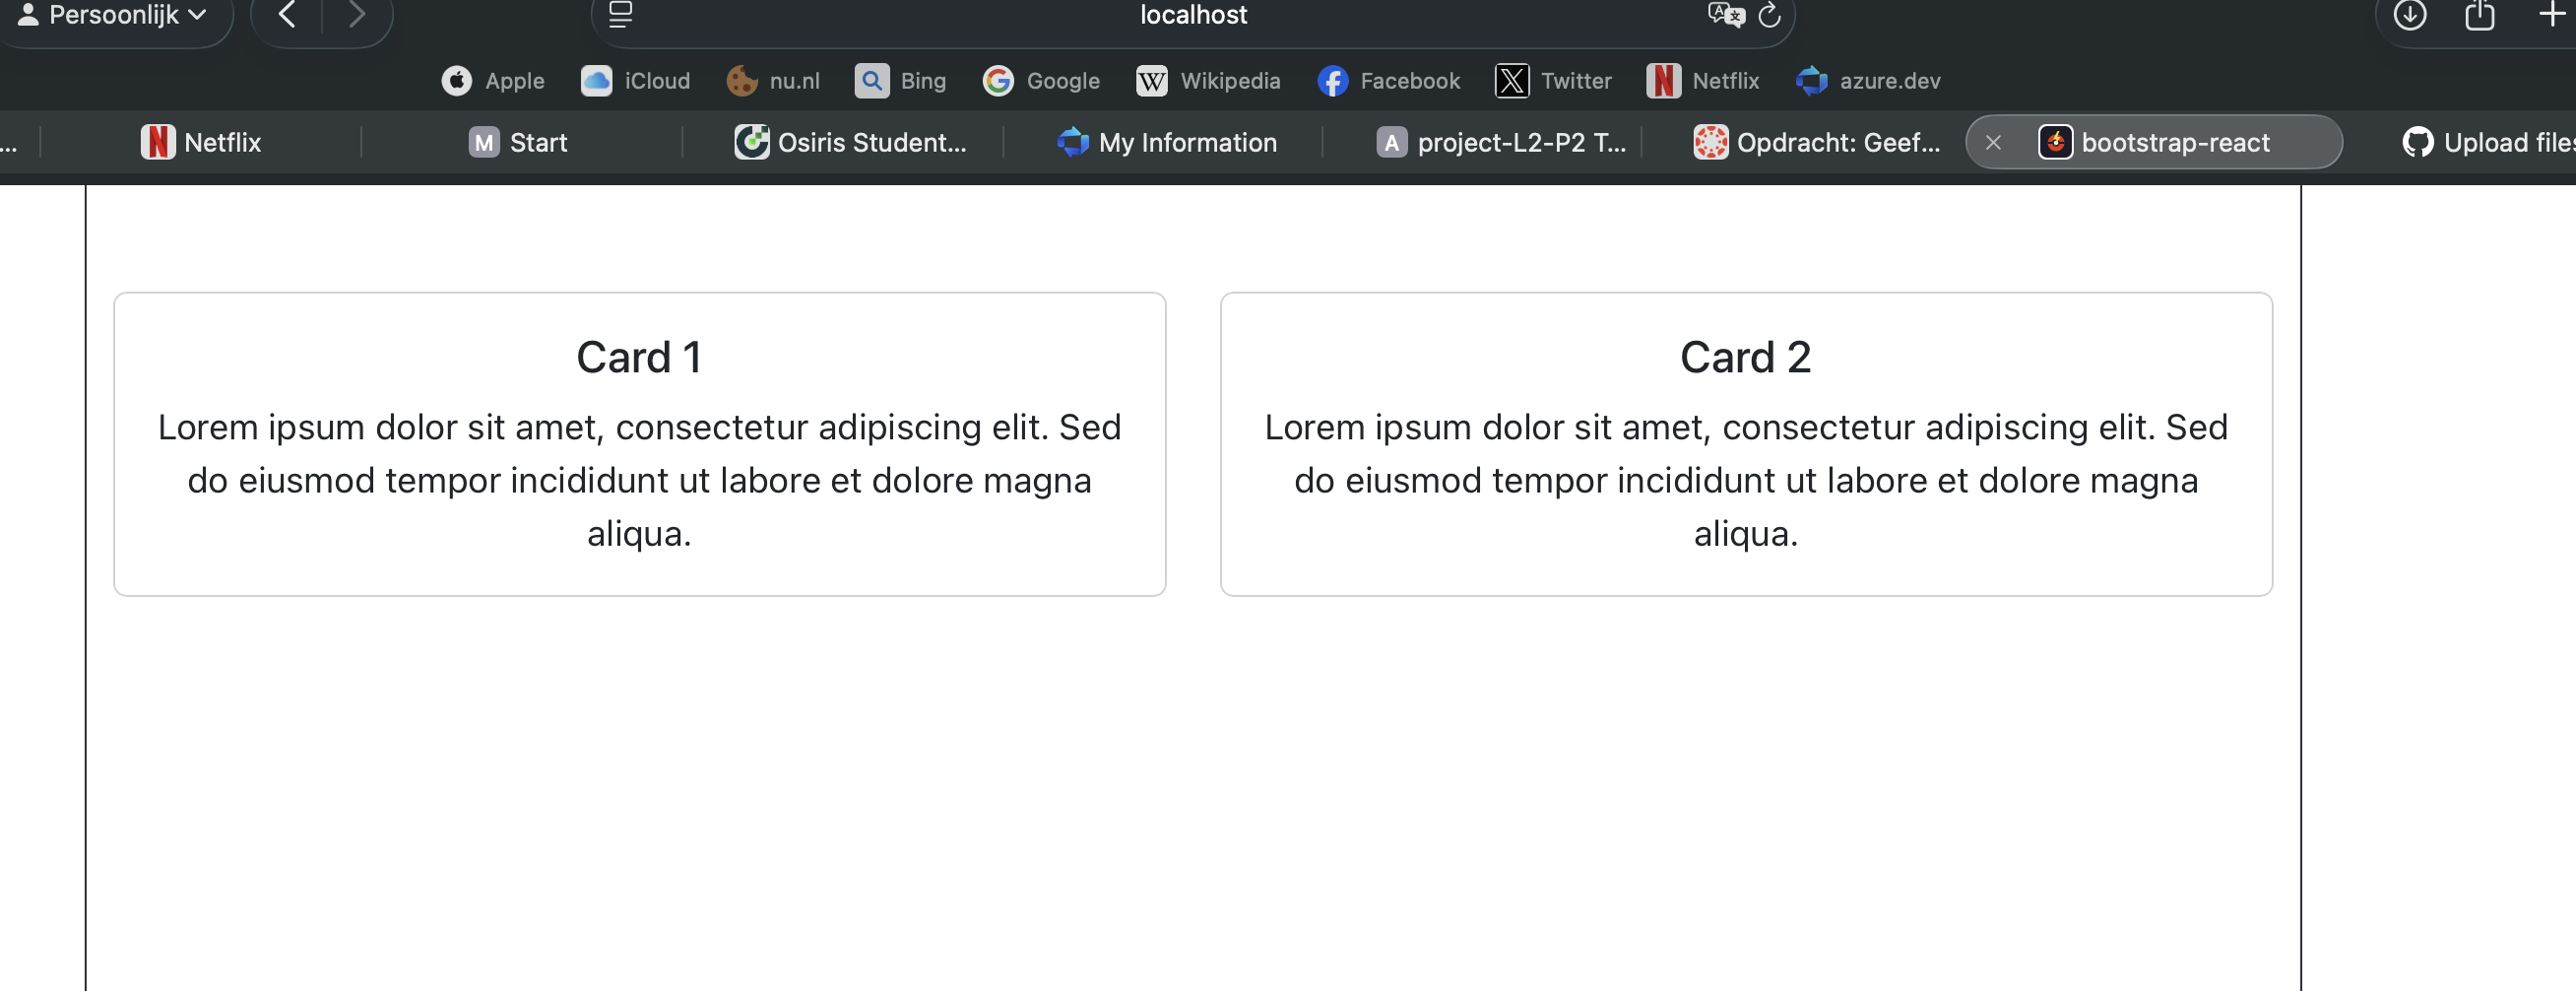 Persoonlijk
localhost
Apple
iCloud
nu.nl
Bing
Google
Wikipedia
Facebook
Twitter
Netflix
azure.dev
...
Netflix
M Start
Osiris Student...
My Information
A project-L2-P2 T...
Opdracht: Geef...
bootstrap-react
Upload files
Card 1
Lorem ipsum dolor sit amet, consectetur adipiscing elit. Sed
do eiusmod tempor incididunt ut labore et dolore magna
aliqua.
Card 2
Lorem ipsum dolor sit amet, consectetur adipiscing elit. Sed
do eiusmod tempor incididunt ut labore et dolore magna
aliqua.